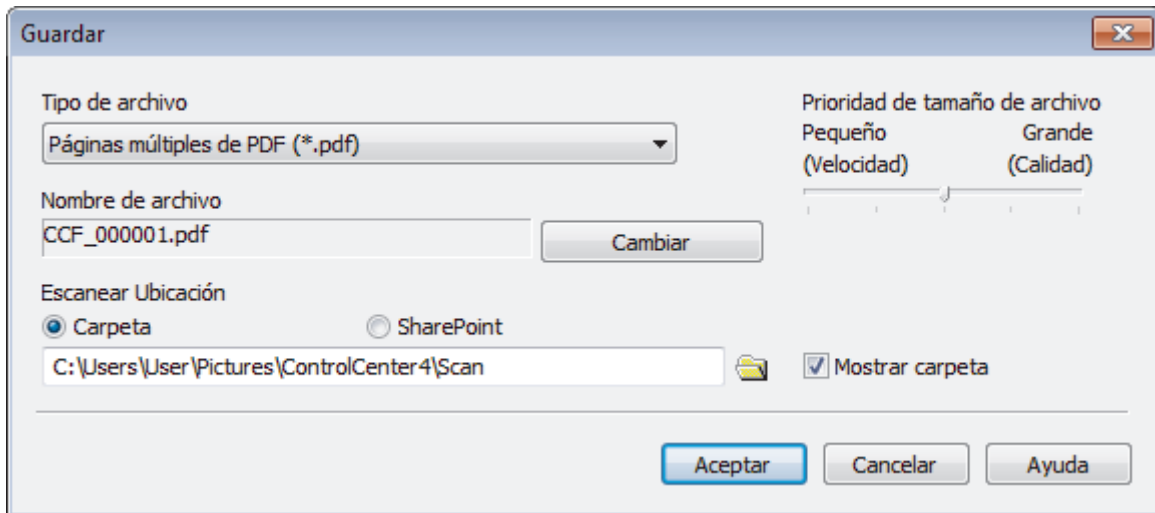 Guardar
Tipo de archivo
Páginas múltiples de PDF (*.pdf)
Prioridad de tamaño de archivo
Pequeño Grande
(Velocidad) (Calidad)
Nombre de archivo
CCF_000001.pdf
Cambiar
Escanear Ubicación
Carpeta SharePoint
C:\Users\User\Pictures\ControlCenter4\Scan
Mostrar carpeta
Aceptar Cancelar Ayuda